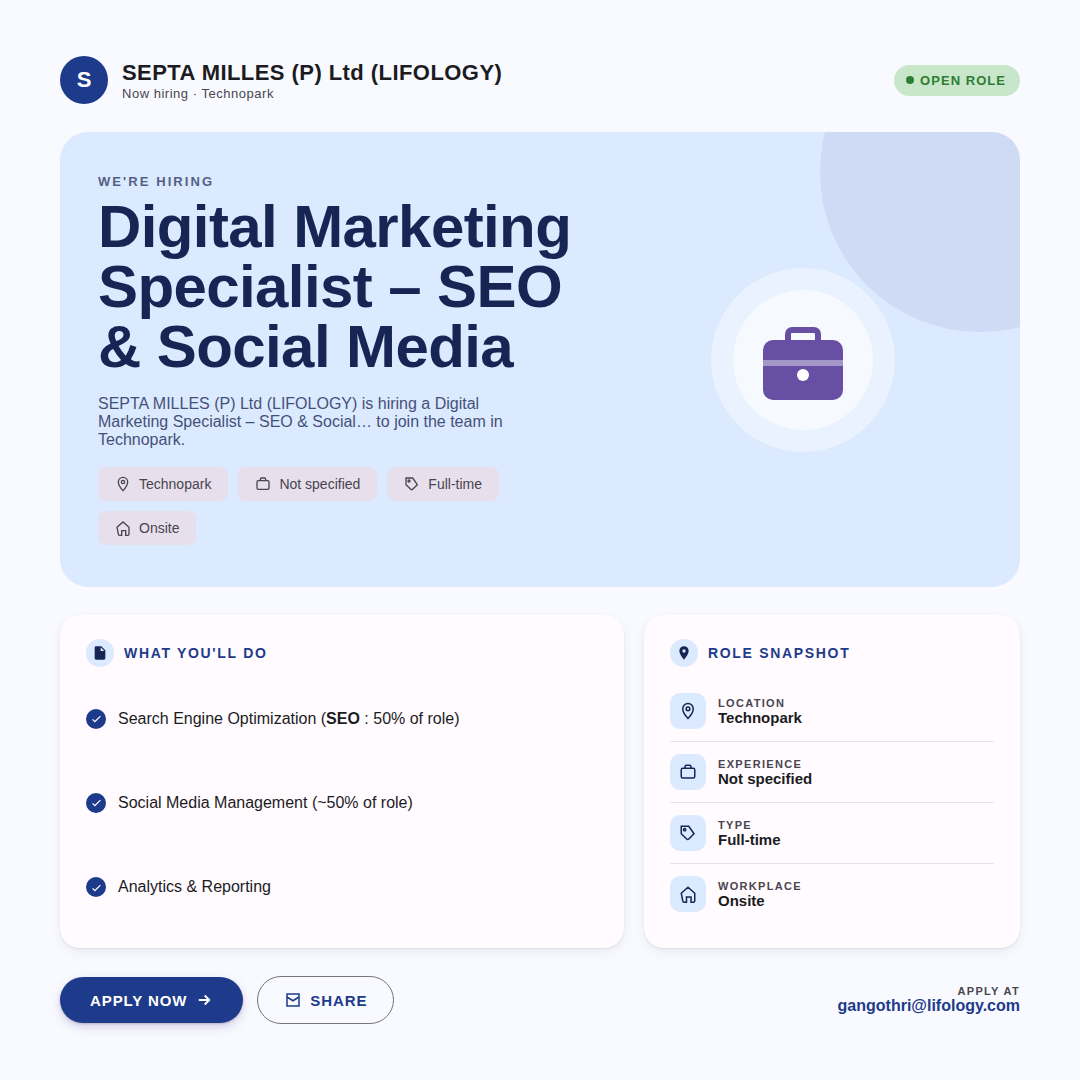 S
SEPTA MILLES (P) Ltd (LIFOLOGY)
Now hiring · Technopark
OPEN ROLE
WE'RE HIRING
Digital Marketing
Specialist – SEO
& Social Media
SEPTA MILLES (P) Ltd (LIFOLOGY) is hiring a Digital
Marketing Specialist – SEO & Social… to join the team in
Technopark.
Technopark
Not specified
Full-time
Onsite
WHAT YOU'LL DO
Search Engine Optimization (SEO : 50% of role)
Social Media Management (~50% of role)
Analytics & Reporting
ROLE SNAPSHOT
LOCATION
Technopark
EXPERIENCE
Not specified
TYPE
Full-time
WORKPLACE
Onsite
APPLY NOW
SHARE
APPLY AT
gangothri@lifology.com